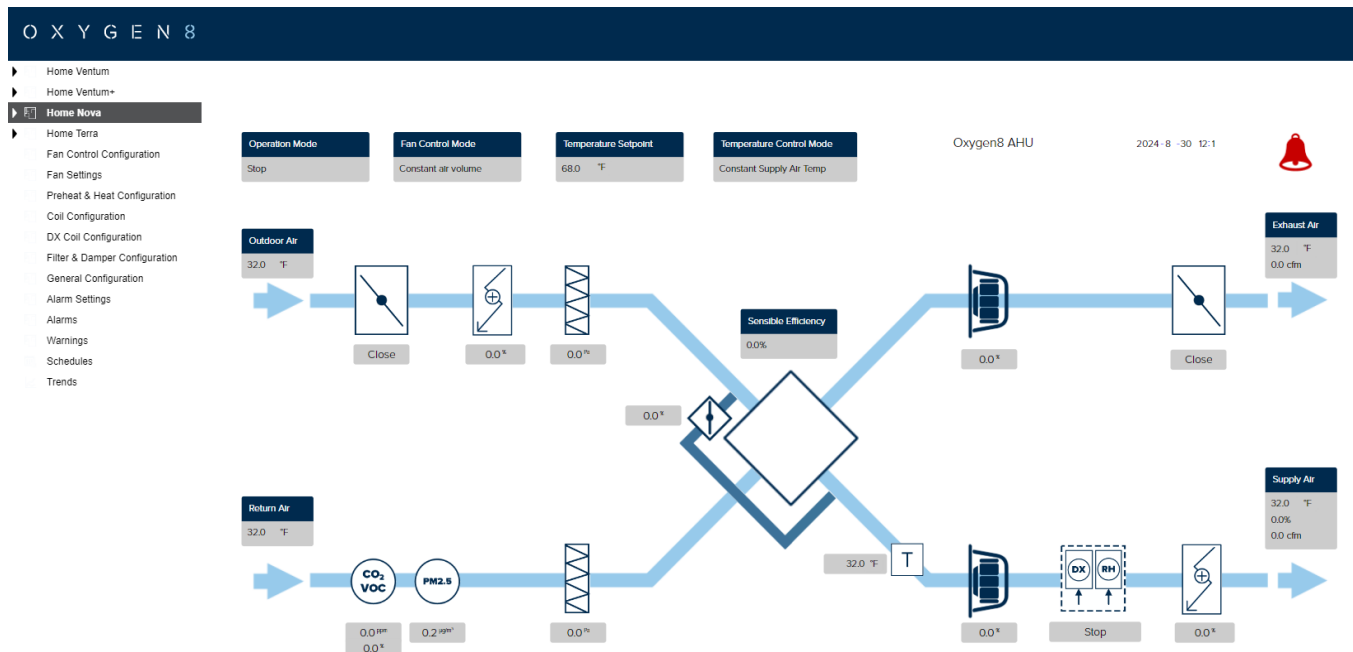 OXYGEN8
Home Ventum
Home Ventum+
Home Nova
Home Terra
Fan Control Configuration
Fan Settings
Preheat & Heat Configuration
Coil Configuration
DX Coil Configuration
Filter & Damper Configuration
General Configuration
Alarm Settings
Alarms
Warnings
Schedules
Trends
Operation Mode
Stop
Fan Control Mode
Constant air volume
Temperature Setpoint
68.0 °F
Temperature Control Mode
Constant Supply Air Temp
Oxygen8 AHU
2024-8 -30 12:1
Outdoor Air
32.0 °F
Close
0.0 %
0.0 Pa
Sensible Efficiency
0.0%
0.0 %
0.0 %
Close
Exhaust Air
32.0 °F
0.0 cfm
Return Air
32.0 °F
CO₂
VOC
PM2.5
0.0 ppm
0.0 %
0.2 µg/m³
0.0 Pa
32.0 °F
T
0.0 %
DX
RH
Stop
0.0 %
Supply Air
32.0 °F
0.0%
0.0 cfm